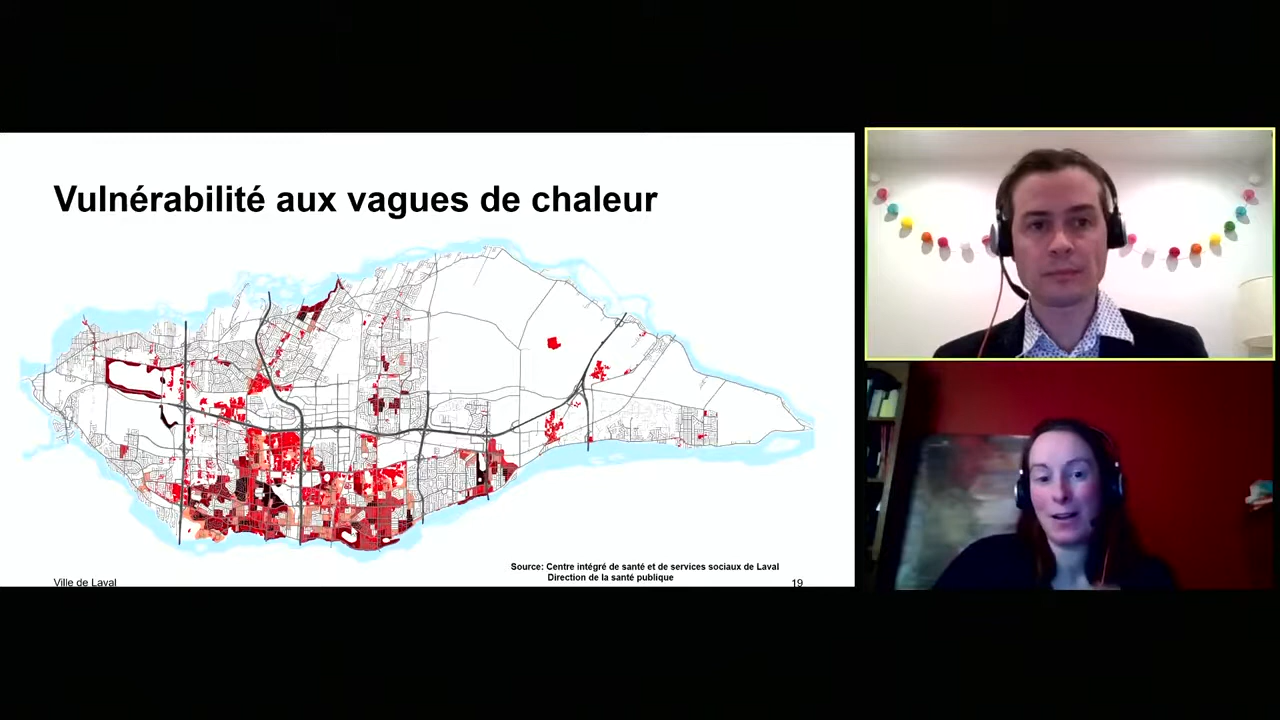 Vulnérabilité aux vagues de chaleur
Source: Centre intégré de santé et de services sociaux de Laval
Direction de la santé publique
Ville de Laval
19